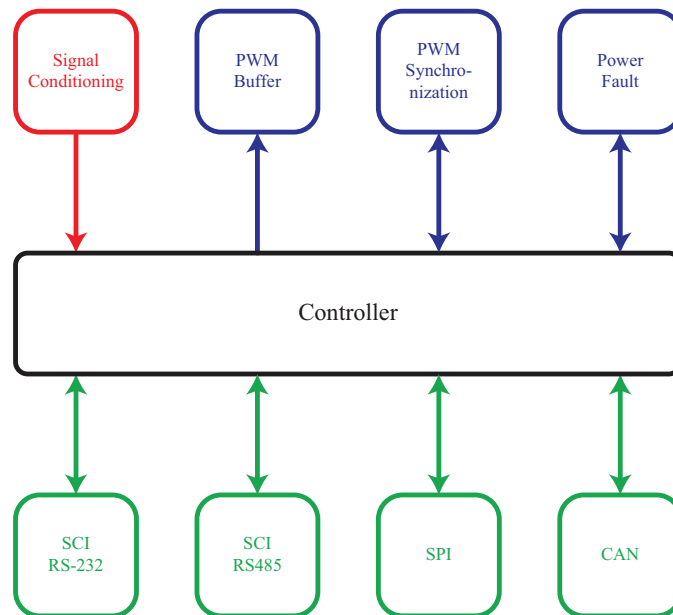 Signal
Conditioning
PWM
Buffer
PWM
Synchro-
nization
Power
Fault
Controller
SCI
RS-232
SCI
RS485
SPI
CAN